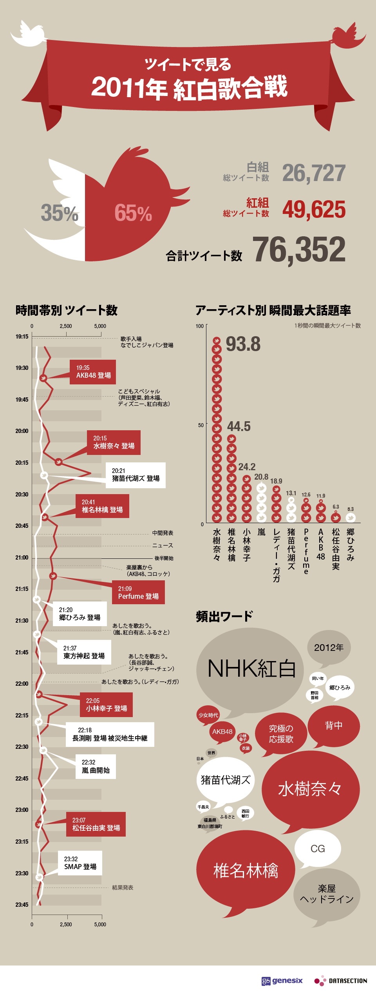 ツイートで見る
2011年 紅白歌合戦
35%
65%
白組
総ツイート数
26,727
紅組
総ツイート数
49,625
合計ツイート数
76,352
時間帯別 ツイート数
0 2,500 5,000
19:15
歌手入場
なでしこジャパン登場
19:30
19:35
AKB48 登場
こどもスペシャル
(芦田愛菜、鈴木福、
ディズニー、紅白有志)
19:45
20:00
20:15
水樹奈々 登場
20:15
20:21
猪苗代湖ズ 登場
20:30
20:41
椎名林檎 登場
20:45
中間発表
ニュース
21:00
後半開始
楽屋裏から
(AKB48、コロッケ)
21:09
Perfume 登場
21:15
21:20
郷ひろみ 登場
21:30
あしたを歌おう。
(嵐、紅白有志、ふるさと)
21:37
東方神起 登場
21:45
あしたを歌おう。
(長谷部誠、
ジャッキー・チェン)
22:00
あしたを歌おう。(レディー・ガガ)
22:05
小林幸子 登場
22:15
22:18
長渕剛 登場 被災地生中継
22:30
22:32
嵐 曲開始
22:45
23:00
23:07
松任谷由実 登場
23:15
23:32
SMAP 登場
23:30
結果発表
23:45
0 2,500 5,000
アーティスト別 瞬間最大話題率
1秒間の瞬間最大ツイート数
100
50
0
93.8
44.5
24.2
20.8
18.9
13.1
12.6
11.9
6.3
5.3
水樹奈々
椎名林檎
小林幸子
嵐
レディー・ガガ
猪苗代湖ズ
Perfume
AKB48
松任谷由実
郷ひろみ
頻出ワード
NHK紅白
2012年
同い年
郷ひろみ
野田
首相
少女時代
AKB48
小林
幸子
衣装
究極の
応援歌
背中
世界
日本
猪苗代湖ズ
水樹奈々
千昌夫
ふるさと
西田
敏行
福島県
東白川郡塙町
椎名林檎
CG
楽屋
ヘッドライン
g6 genesix
DATASECTION